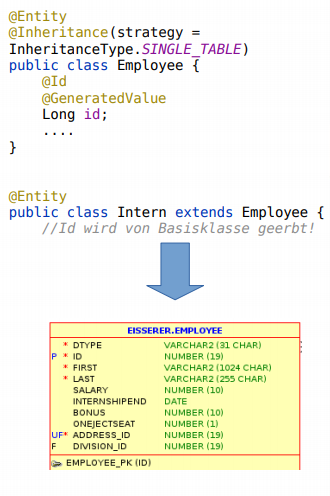 @Entity
@Inheritance(strategy =
InheritanceType.SINGLE_TABLE)
public class Employee {
@Id
@GeneratedValue
Long id;
....
}
@Entity
public class Intern extends Employee {
//Id wird von Basisklasse geerbt!
EISSERER.EMPLOYEE
* DTYPE VARCHAR2 (31 CHAR)
P * ID NUMBER (19)
* FIRST VARCHAR2 (1024 CHAR)
* LAST VARCHAR2 (255 CHAR)
SALARY NUMBER (10)
INTERNSHIPEND DATE
BONUS NUMBER (10)
ONEJECTSEAT NUMBER (1)
UF* ADDRESS_ID NUMBER (19)
F DIVISION_ID NUMBER (19)
EMPLOYEE_PK (ID)